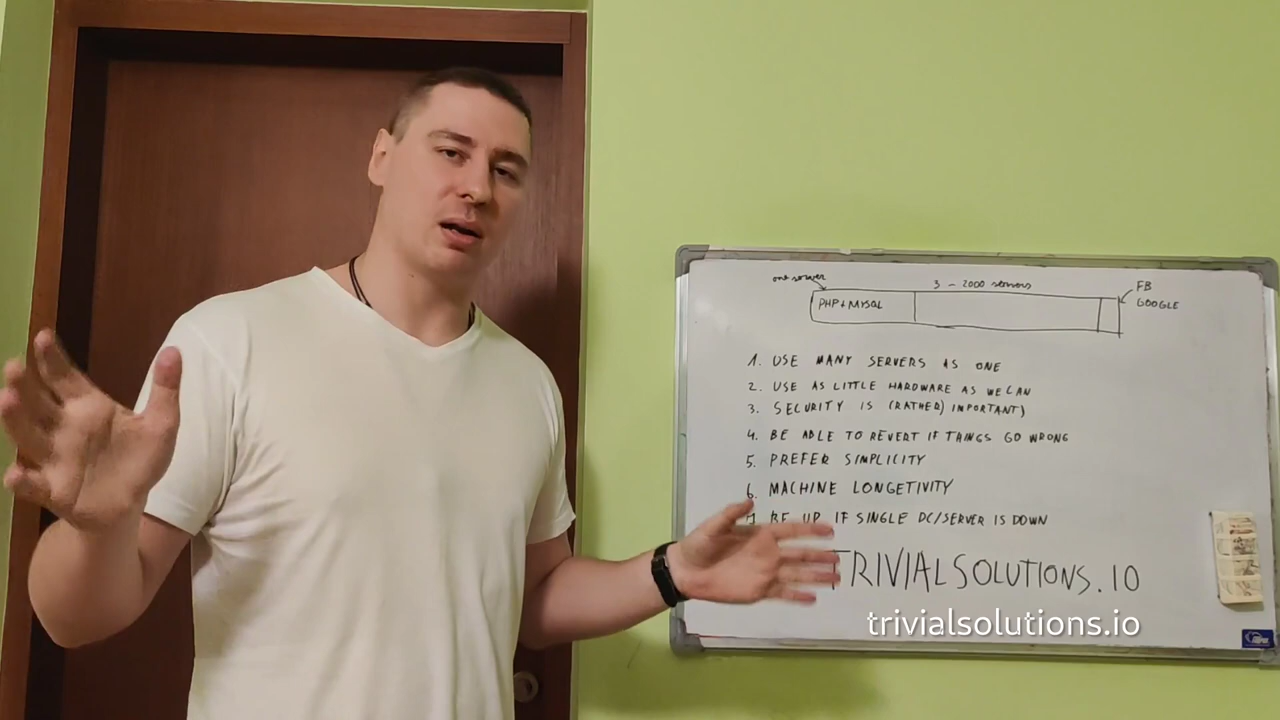 one server
3 - 2000 servers
FB
GOOGLE
PHP+MYSQL
1. USE MANY SERVERS AS ONE
2. USE AS LITTLE HARDWARE AS WE CAN
3. SECURITY IS (RATHER) IMPORTANT)
4. BE ABLE TO REVERT IF THINGS GO WRONG
5. PREFER SIMPLICITY
6. MACHINE LONGETIVITY
7 BE UP IF SINGLE DC/SERVER IS DOWN
TRIVIALSOLUTIONS.IO
trivialsolutions.io